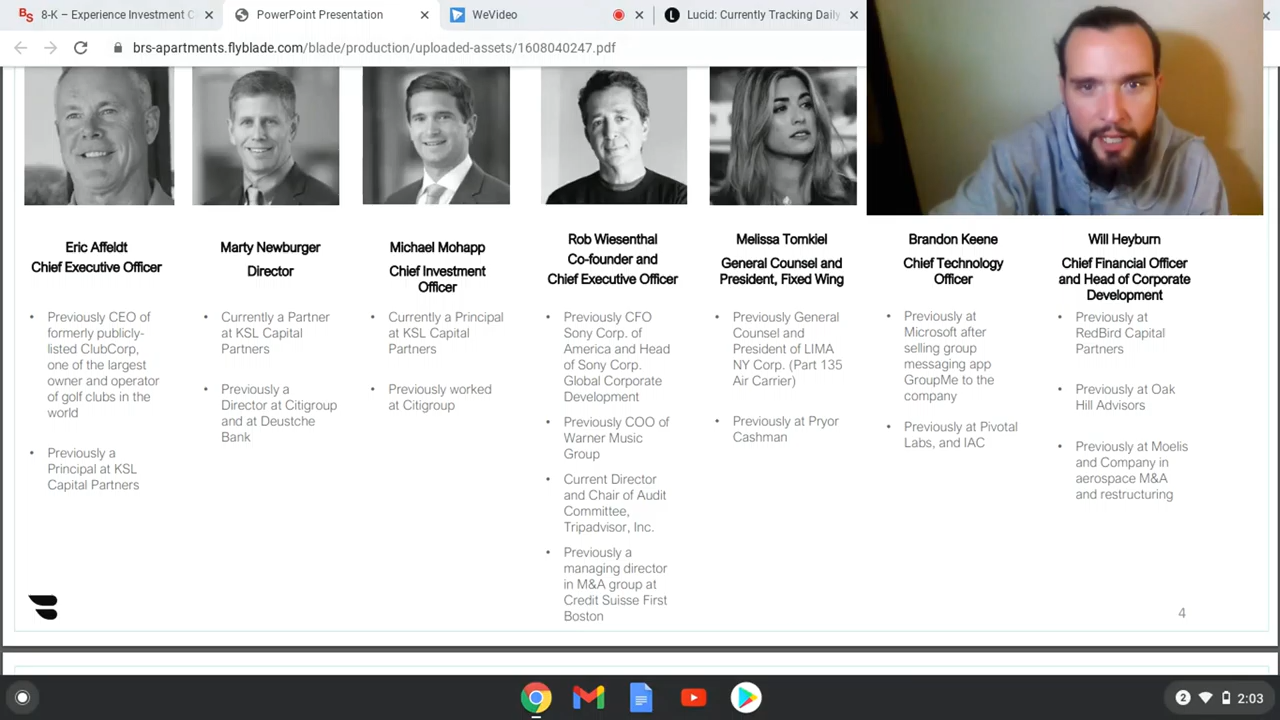 8-K – Experience Investment C
PowerPoint Presentation
WeVideo
Lucid: Currently Tracking Daily
brs-apartments.flyblade.com/blade/production/uploaded-assets/1608040247.pdf
Eric Affeldt
Chief Executive Officer
• Previously CEO of
formerly publicly-
listed ClubCorp,
one of the largest
owner and operator
of golf clubs in the
world
• Previously a
Principal at KSL
Capital Partners
Marty Newburger
Director
• Currently a Partner
at KSL Capital
Partners
• Previously a
Director at Citigroup
and at Deustche
Bank
Michael Mohapp
Chief Investment
Officer
• Currently a Principal
at KSL Capital
Partners
• Previously worked
at Citigroup
Rob Wiesenthal
Co-founder and
Chief Executive Officer
• Previously CFO
Sony Corp. of
America and Head
of Sony Corp.
Global Corporate
Development
• Previously COO of
Warner Music
Group
• Current Director
and Chair of Audit
Committee,
Tripadvisor, Inc.
• Previously a
managing director
in M&A group at
Credit Suisse First
Boston
Melissa Tomkiel
General Counsel and
President, Fixed Wing
• Previously General
Counsel and
President of LIMA
NY Corp. (Part 135
Air Carrier)
• Previously at Pryor
Cashman
Brandon Keene
Chief Technology
Officer
• Previously at
Microsoft after
selling group
messaging app
GroupMe to the
company
• Previously at Pivotal
Labs, and IAC
Will Heyburn
Chief Financial Officer
and Head of Corporate
Development
• Previously at
RedBird Capital
Partners
• Previously at Oak
Hill Advisors
• Previously at Moelis
and Company in
aerospace M&A
and restructuring
4
2
2:03